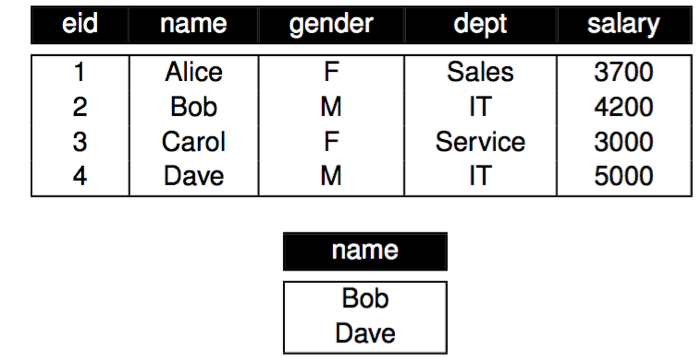 eid name gender dept salary
1 Alice F Sales 3700
2 Bob M IT 4200
3 Carol F Service 3000
4 Dave M IT 5000
name
Bob
Dave